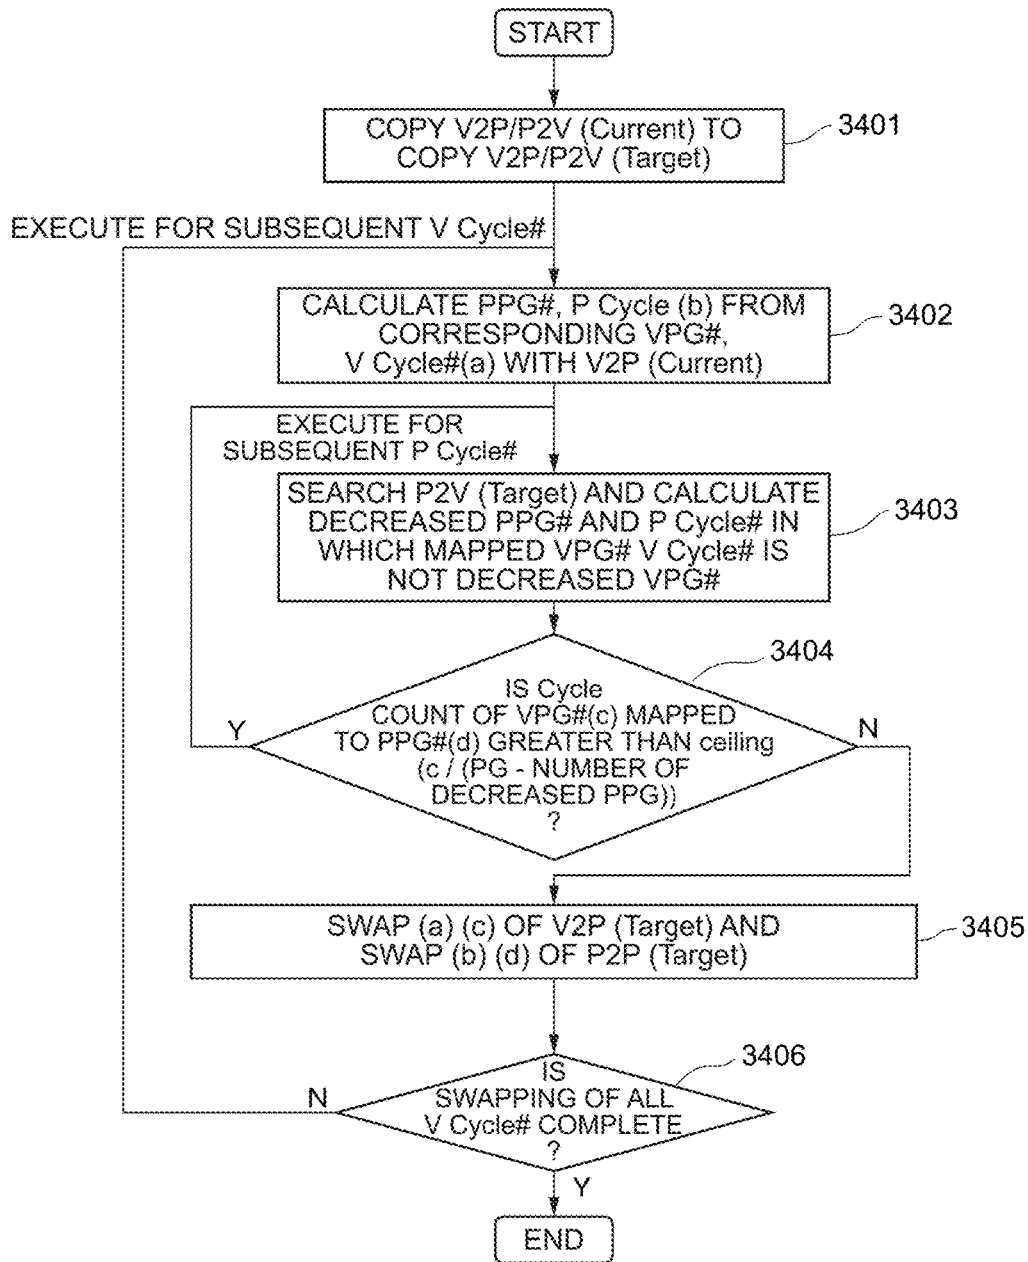 START
COPY V2P/P2V (Current) TO
COPY V2P/P2V (Target)
3401
EXECUTE FOR SUBSEQUENT V Cycle#
CALCULATE PPG#, P Cycle (b) FROM
CORRESPONDING VPG#,
V Cycle#(a) WITH V2P (Current)
3402
EXECUTE FOR
SUBSEQUENT P Cycle#
SEARCH P2V (Target) AND CALCULATE
DECREASED PPG# AND P Cycle# IN
WHICH MAPPED VPG# V Cycle# IS
NOT DECREASED VPG#
3403
3404
IS Cycle
COUNT OF VPG#(c) MAPPED
TO PPG#(d) GREATER THAN ceiling
(c / (PG - NUMBER OF
DECREASED PPG))
?
Y
N
SWAP (a) (c) OF V2P (Target) AND
SWAP (b) (d) OF P2P (Target)
3405
3406
IS
SWAPPING OF ALL
V Cycle# COMPLETE
?
N
Y
END